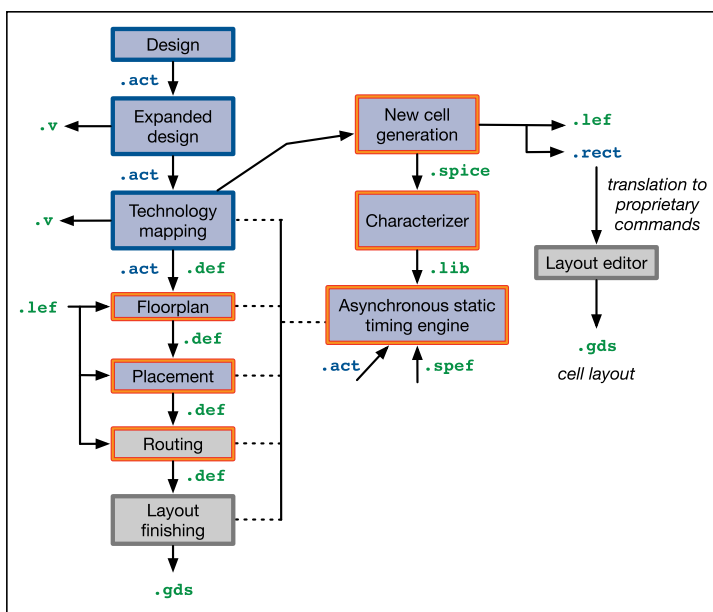 Design
.act
.v
Expanded
design
.act
.v
Technology
mapping
.act
.def
.lef
Floorplan
.def
Placement
.def
Routing
.def
Layout
finishing
.gds
New cell
generation
.lef
.rect
.spice
Characterizer
.lib
Asynchronous static
timing engine
.act
.spef
translation to
proprietary
commands
Layout editor
.gds
cell layout